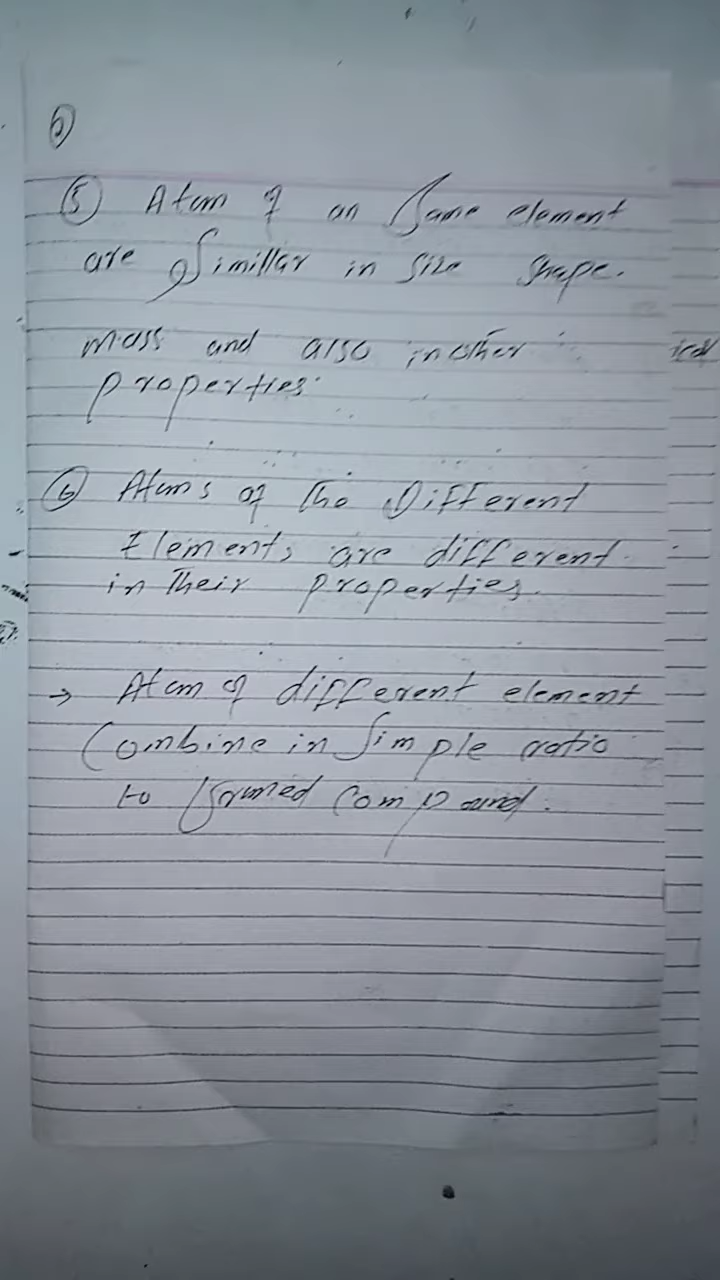 ⑤ Atom of an Same element
are Simillar in Size Shape.
mass and also in other
properties.
⑥ Atoms of the Different
Elements are different
in Their properties.
→ Atom of different element
Combine in Simple ratio
to formed Compound.